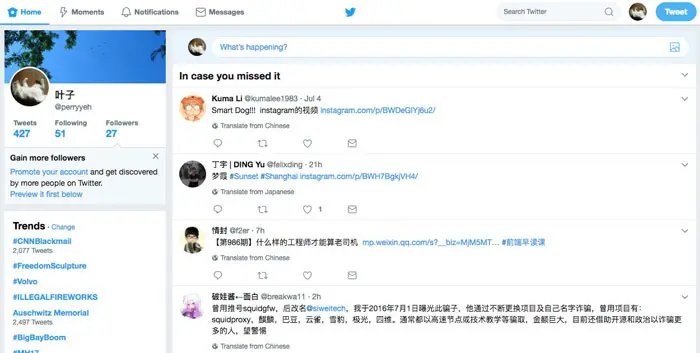 Home
Moments
Notifications
Messages
Search Twitter
Tweet
叶子
@perryyeh
Tweets
Following
Followers
427
51
27
Gain more followers
Promote your account and get discovered
by more people on Twitter.
Preview it first below
Trends · Change
#CNNBlackmail
2,077 Tweets
#FreedomSculpture
#Volvo
#ILLEGALFIREWORKS
Auschwitz Memorial
2,497 Tweets
#BigBayBoom
#MH17
What's happening?
In case you missed it
Kuma Li @kumalee1983 · Jul 4
Smart Dog!!! instagram的视频 instagram.com/p/BWDeGlYj6u2/
Translate from Chinese
丁宇 | DING Yu @felixding · 21h
梦霞 #Sunset #Shanghai instagram.com/p/BWH7BgkjVH4/
Translate from Japanese
1
情封 @f2er · 7h
【第986期】什么样的工程师才能算老司机 mp.weixin.qq.com/s?__biz=MjM5MT... #前端早读课
Translate from Chinese
破娃酱←面白 @breakwa11 · 2h
曾用推号squidgfw，后改名@siweitech，我于2016年7月1日曝光此骗子，他通过不断更换项目及自己名字诈骗，曾用项目有：
squidproxy，麒麟，巴豆，云雀，雪豹，极光，四维。通常都以高速节点或技术教学等骗取，金额巨大，目前还借助开源和政治以诈骗更
多的人，望警惕
Translate from Chinese